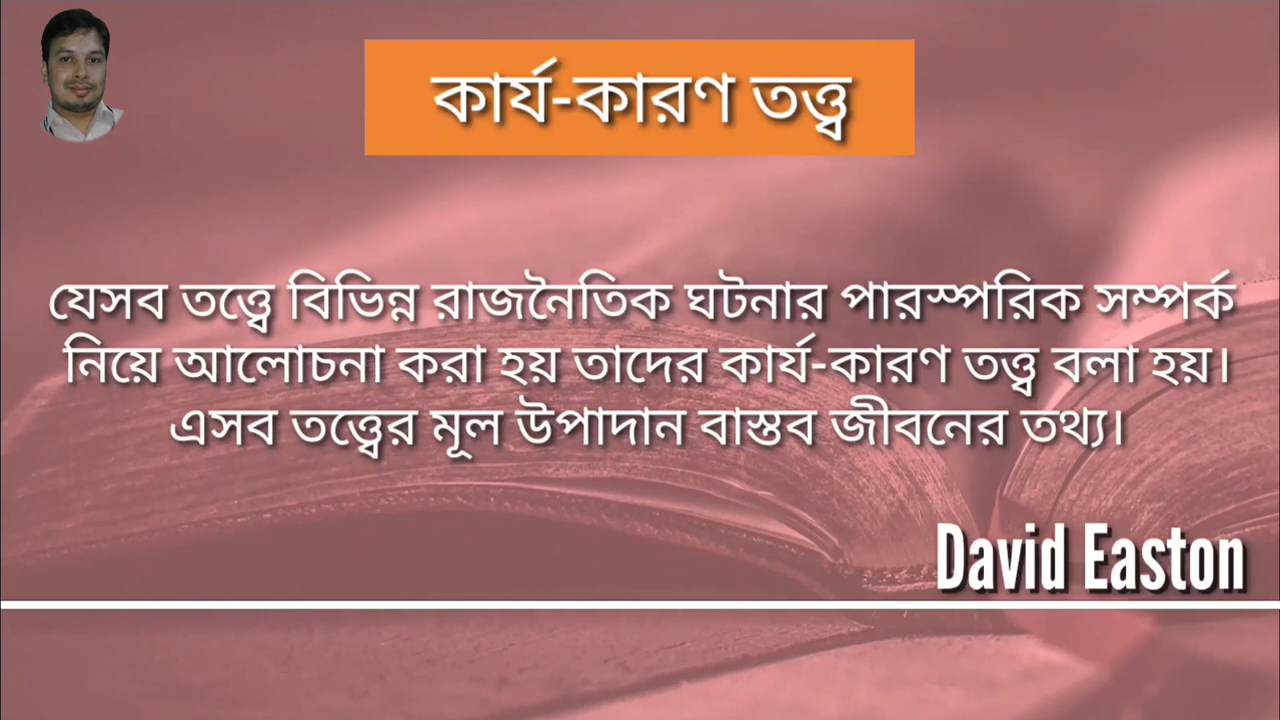 কার্য-কারণ তত্ত্ব
যেসব তত্ত্বে বিভিন্ন রাজনৈতিক ঘটনার পারস্পরিক সম্পর্ক
নিয়ে আলোচনা করা হয় তাদের কার্য-কারণ তত্ত্ব বলা হয়।
এসব তত্ত্বের মূল উপাদান বাস্তব জীবনের তথ্য।
David Easton